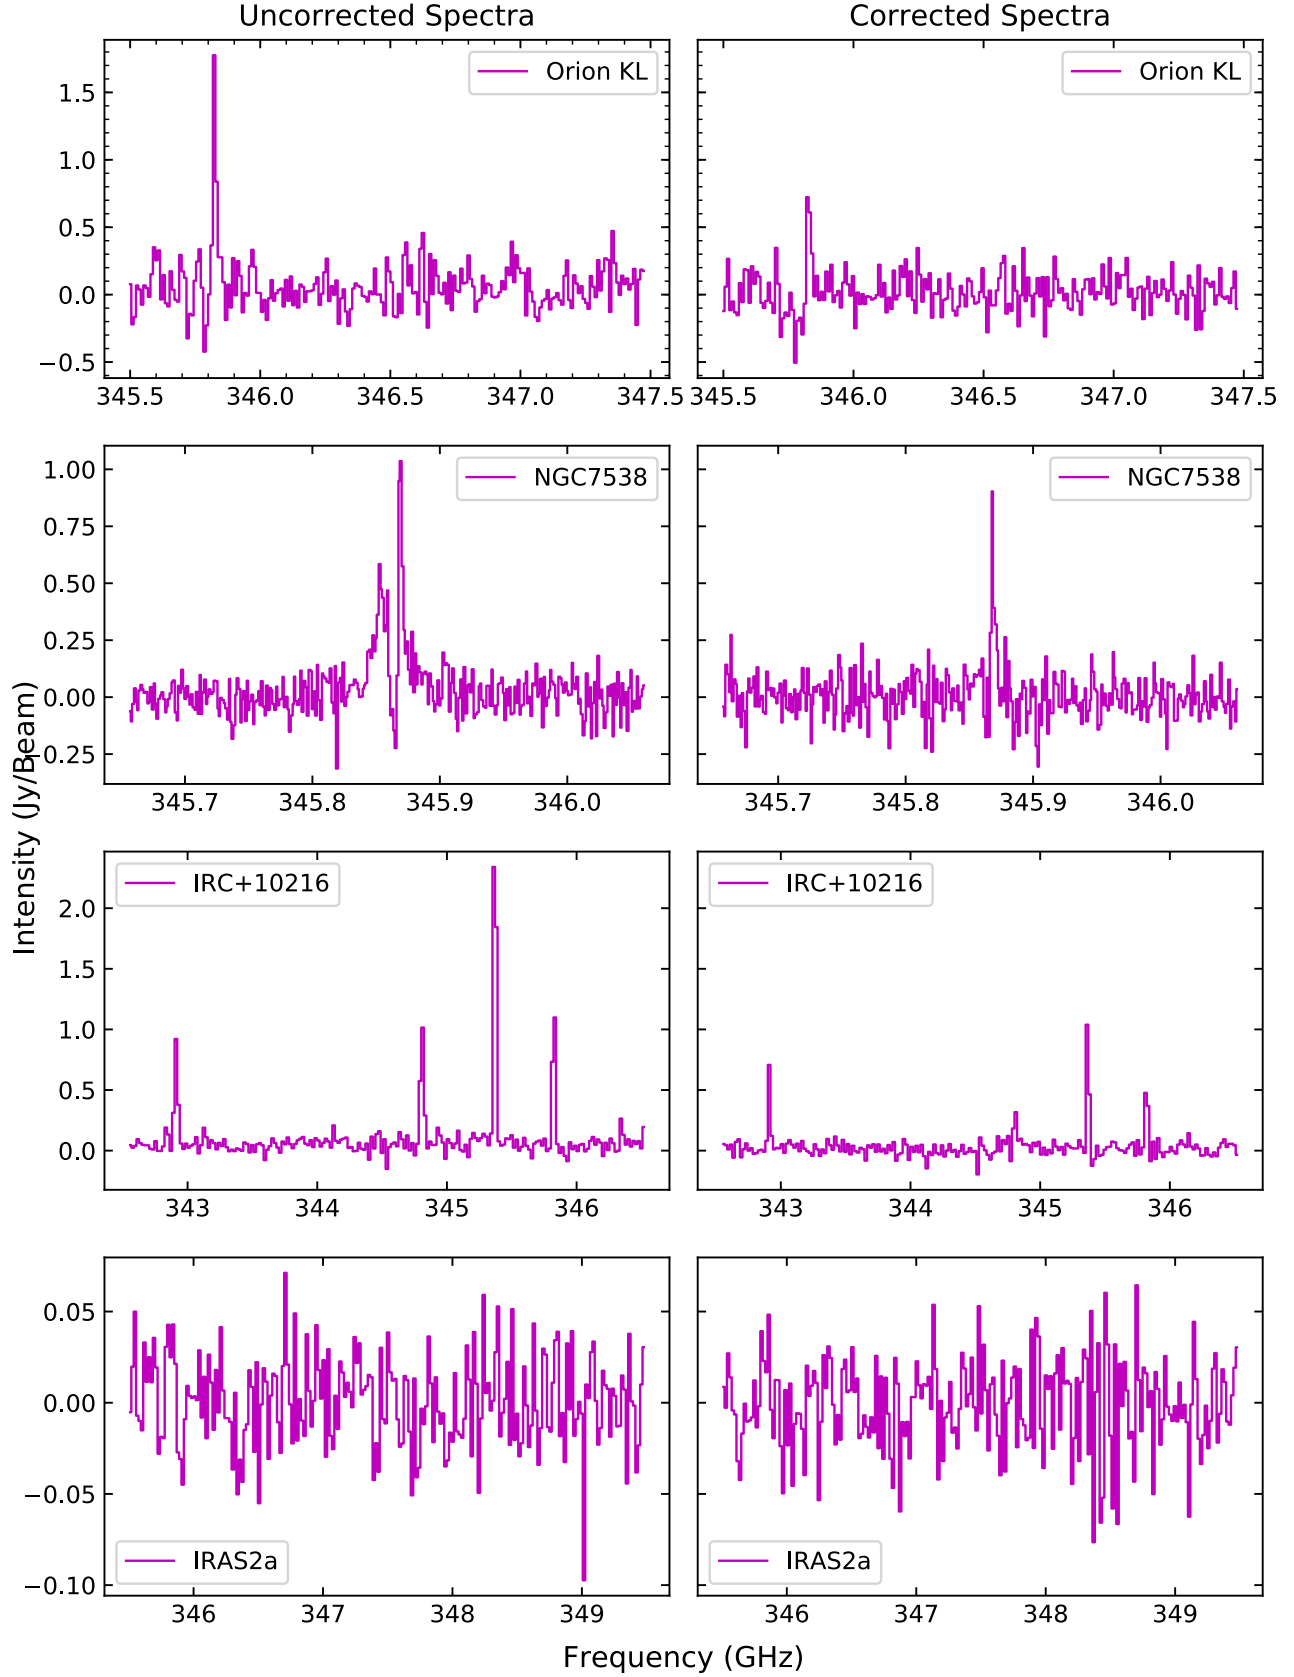 Uncorrected Spectra
Corrected Spectra
Orion KL
Orion KL
1.5
1.0
0.5
0.0
−0.5
345.5 346.0 346.5 347.0 347.5
345.5 346.0 346.5 347.0 347.5
NGC7538
NGC7538
1.00
0.75
0.50
0.25
0.00
−0.25
345.7 345.8 345.9 346.0
345.7 345.8 345.9 346.0
Intensity (Jy/Beam)
IRC+10216
IRC+10216
2.0
1.5
1.0
0.5
0.0
343 344 345 346
343 344 345 346
0.05
0.00
−0.05
−0.10
IRAS2a
IRAS2a
346 347 348 349
346 347 348 349
Frequency (GHz)